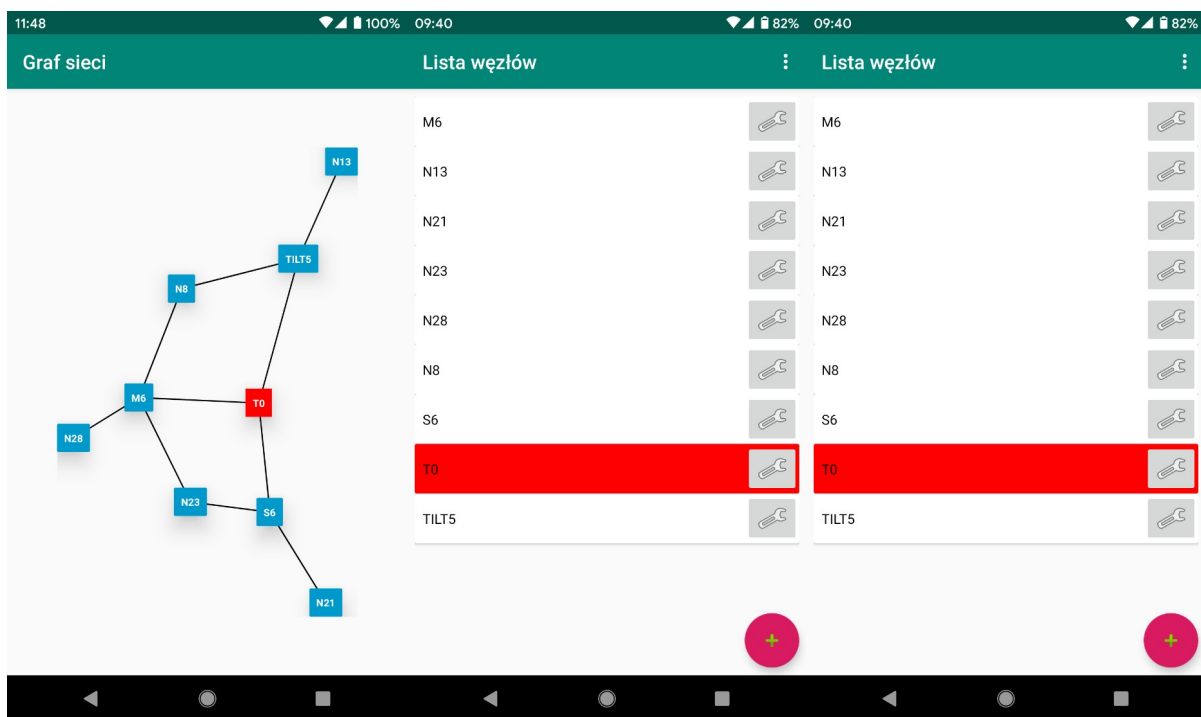 11:48
100%
Graf sieci
N13
TILT5
N8
M6
T0
N28
N23
S6
N21
09:40
82%
Lista węzłów
M6
N13
N21
N23
N28
N8
S6
T0
TILT5
+
09:40
82%
Lista węzłów
M6
N13
N21
N23
N28
N8
S6
T0
TILT5
+